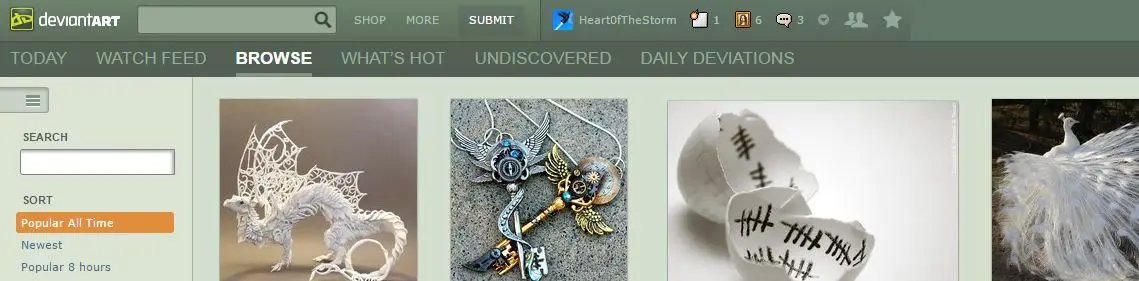 deviantART SHOP MORE SUBMIT Heart0fTheStorm 1 6 3
TODAY WATCH FEED BROWSE WHAT'S HOT UNDISCOVERED DAILY DEVIATIONS
SEARCH
SORT
Popular All Time
Newest
Popular 8 hours